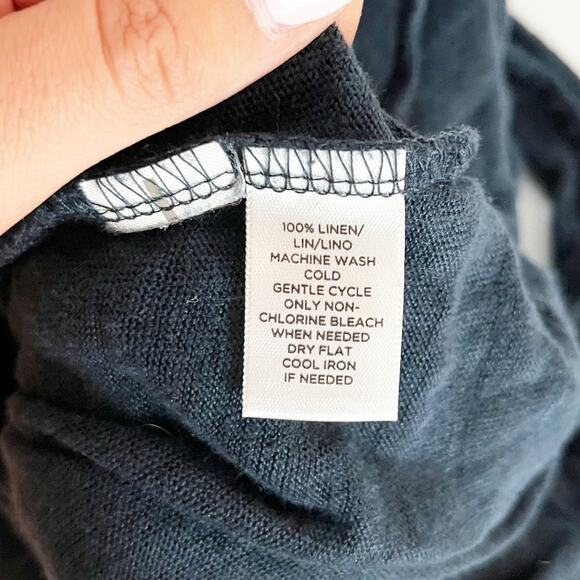 100% LINEN/
LIN/LINO
MACHINE WASH
COLD
GENTLE CYCLE
ONLY NON-
CHLORINE BLEACH
WHEN NEEDED
DRY FLAT
COOL IRON
IF NEEDED